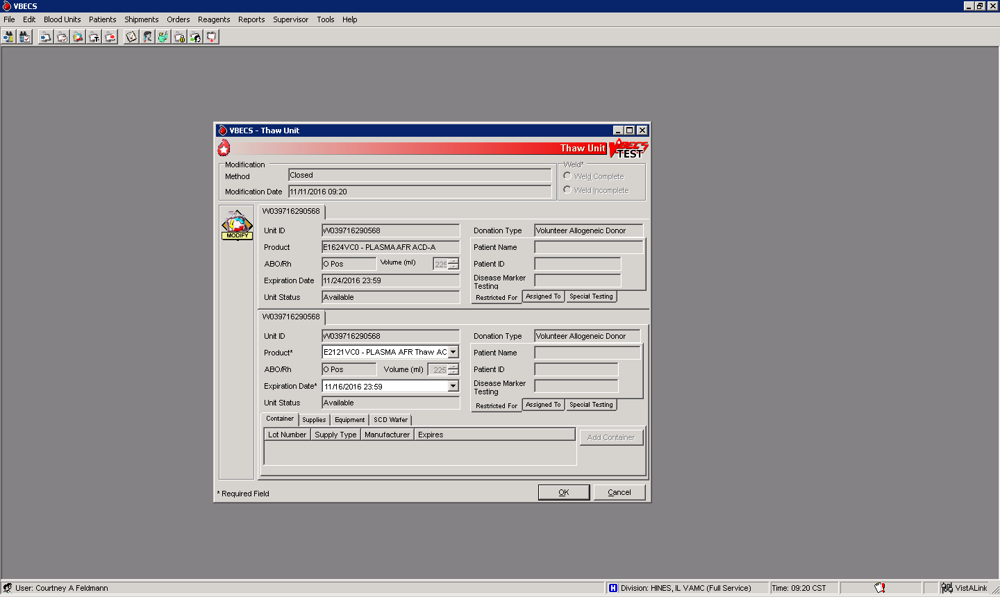 VBECS
File Edit Blood Units Patients Shipments Orders Reagents Reports Supervisor Tools Help
VBECS - Thaw Unit
Thaw Unit
VBECS
TEST
Modification
Method Closed
Modification Date 11/11/2016 09:20
Weld*
Weld Complete
Weld Incomplete
MODIFY
W039716290568
Unit ID W039716290568
Product E1624VC0 - PLASMA AFR ACD-A
ABO/Rh O Pos Volume (ml) 225
Expiration Date 11/24/2016 23:59
Unit Status Available
Donation Type Volunteer Allogeneic Donor
Patient Name
Patient ID
Disease Marker
Testing
Restricted For Assigned To Special Testing
W039716290568
Unit ID W039716290568
Product* E2121VC0 - PLASMA AFR Thaw AC
ABO/Rh O Pos Volume (ml) 225
Expiration Date* 11/16/2016 23:59
Unit Status Available
Donation Type Volunteer Allogeneic Donor
Patient Name
Patient ID
Disease Marker
Testing
Restricted For Assigned To Special Testing
Container Supplies Equipment SCD Wafer
Lot Number Supply Type Manufacturer Expires
Add Container
* Required Field
OK Cancel
User: Courtney A Feldmann
H Division: HINES, IL VAMC (Full Service)
Time: 09:20 CST
VistALink